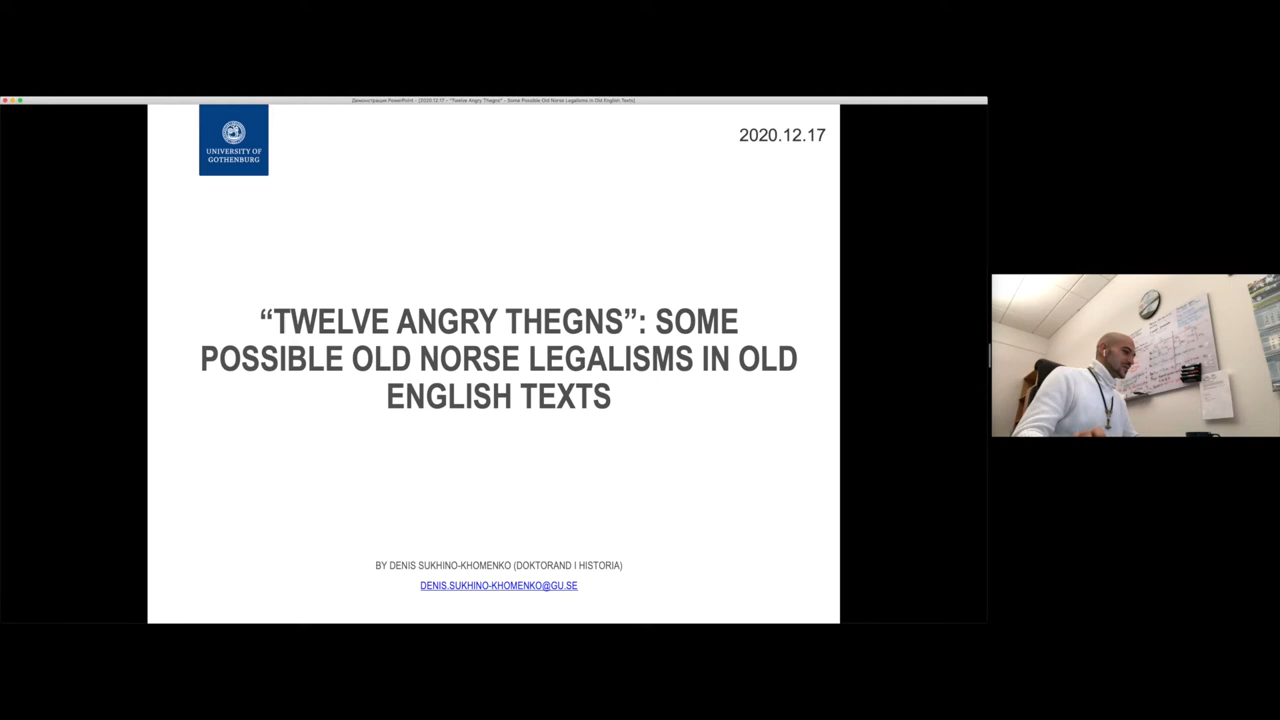 Демонстрация PowerPoint - [2020.12.17 - "Twelve Angry Thegns" - Some Possible Old Norse Legalisms in Old English Texts]
UNIVERSITY OF
GOTHENBURG
2020.12.17
“TWELVE ANGRY THEGNS”: SOME
POSSIBLE OLD NORSE LEGALISMS IN OLD
ENGLISH TEXTS
BY DENIS SUKHINO-KHOMENKO (DOKTORAND I HISTORIA)
DENIS.SUKHINO-KHOMENKO@GU.SE